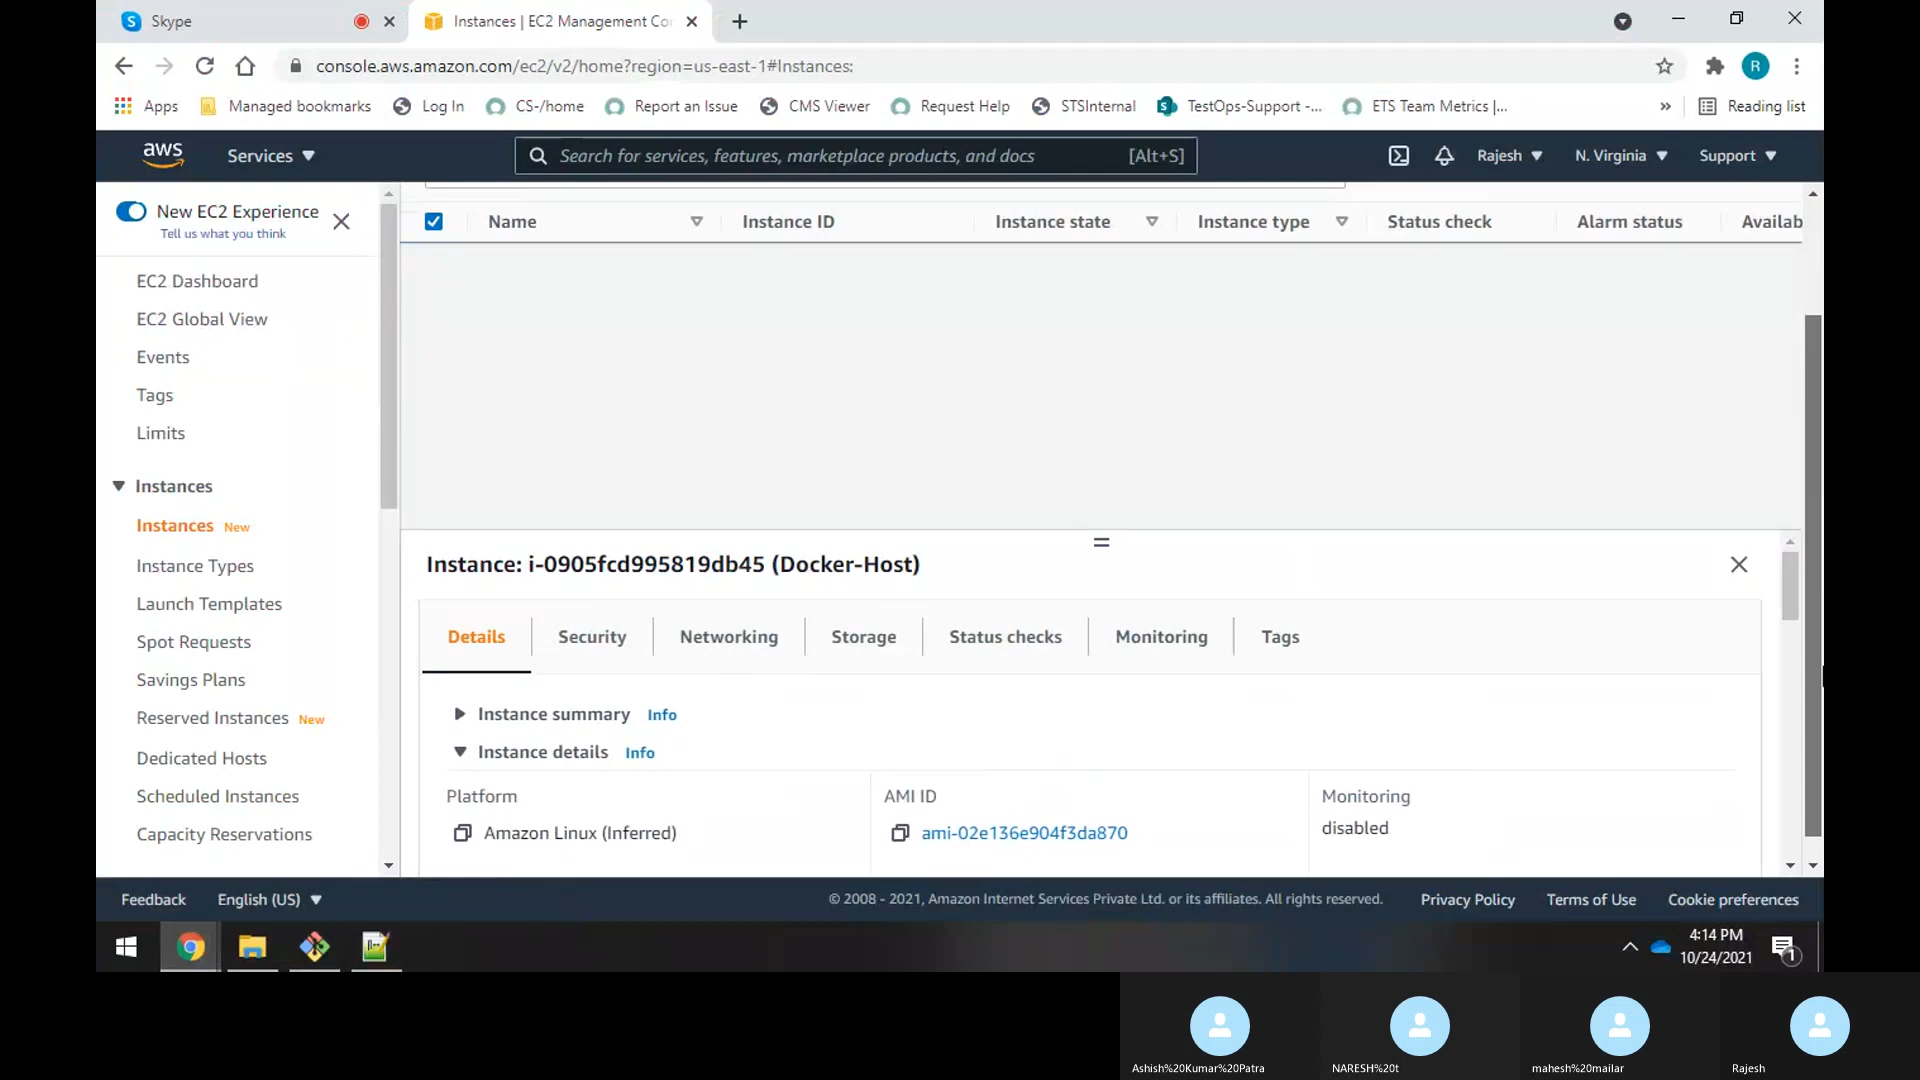 Skype
Instances | EC2 Management Co
console.aws.amazon.com/ec2/v2/home?region=us-east-1#Instances:
R
Apps
Managed bookmarks
Log In
CS-/home
Report an Issue
CMS Viewer
Request Help
STSInternal
TestOps-Support -...
ETS Team Metrics |...
»
Reading list
aws
Services
Search for services, features, marketplace products, and docs
[Alt+S]
Rajesh
N. Virginia
Support
New EC2 Experience
Tell us what you think
EC2 Dashboard
EC2 Global View
Events
Tags
Limits
Instances
Instances New
Instance Types
Launch Templates
Spot Requests
Savings Plans
Reserved Instances New
Dedicated Hosts
Scheduled Instances
Capacity Reservations
Name
Instance ID
Instance state
Instance type
Status check
Alarm status
Availab
Instance: i-0905fcd995819db45 (Docker-Host)
Details
Security
Networking
Storage
Status checks
Monitoring
Tags
Instance summary Info
Instance details Info
Platform
Amazon Linux (Inferred)
AMI ID
ami-02e136e904f3da870
Monitoring
disabled
Feedback
English (US)
© 2008 - 2021, Amazon Internet Services Private Ltd. or its affiliates. All rights reserved.
Privacy Policy
Terms of Use
Cookie preferences
4:14 PM
10/24/2021
1
Ashish%20Kumar%20Patra
NARESH%20t
mahesh%20mailar
Rajesh